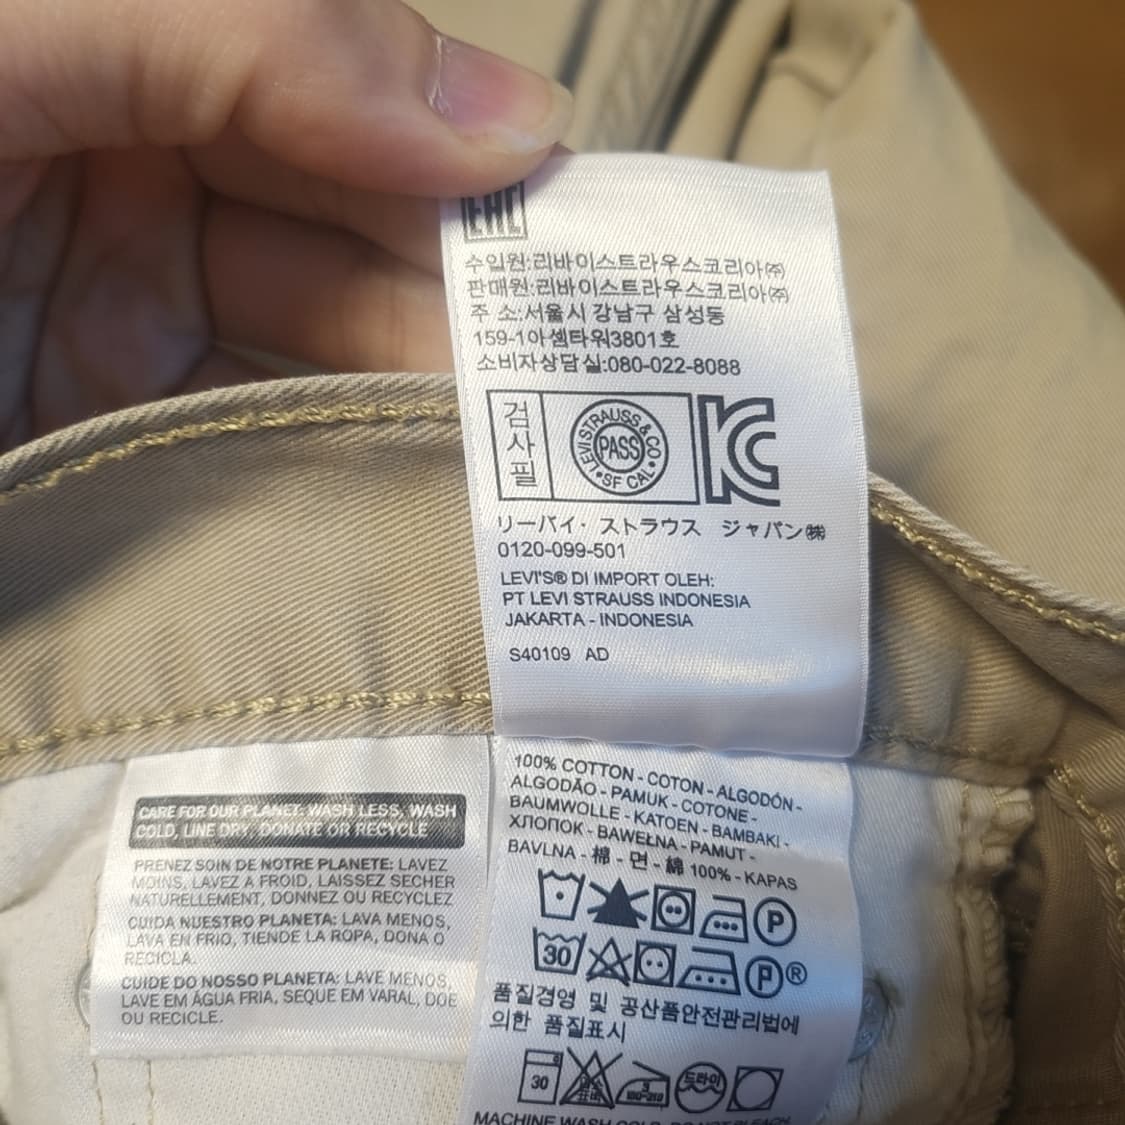 EAC
수입원:리바이스트라우스코리아㈜
판매원:리바이스트라우스코리아㈜
주 소:서울시 강남구 삼성동
159-1아셈타워3801호
소비자상담실:080-022-8088
검사필
LEVI STRAUSS & CO
PASS
SF CAL
リーバイ・ストラウス ジャパン㈱
0120-099-501
LEVI'S® DI IMPORT OLEH:
PT LEVI STRAUSS INDONESIA
JAKARTA - INDONESIA
S40109 AD
CARE FOR OUR PLANET: WASH LESS, WASH
COLD, LINE DRY, DONATE OR RECYCLE
PRENEZ SOIN DE NOTRE PLANETE: LAVEZ
MOINS, LAVEZ A FROID, LAISSEZ SECHER
NATURELLEMENT, DONNEZ OU RECYCLEZ
CUIDA NUESTRO PLANETA: LAVA MENOS,
LAVA EN FRIO, TIENDE LA ROPA, DONA O
RECICLA.
CUIDE DO NOSSO PLANETA: LAVE MENOS,
LAVE EM ÁGUA FRIA, SEQUE EM VARAL, DOE
OU RECICLE.
100% COTTON - COTON - ALGODÓN -
ALGODÃO - PAMUK - COTONE -
BAUMWOLLE - KATOEN - BAMBAKI -
ХЛОПОК - BAWEŁNA - PAMUT -
BAVLNA - 棉 - 면 - 綿 100% - KAPAS
P
30 P®
품질경영 및 공산품안전관리법에
의한 품질표시
30 드라이
MACHINE WASH COLD, DO NOT BLEACH